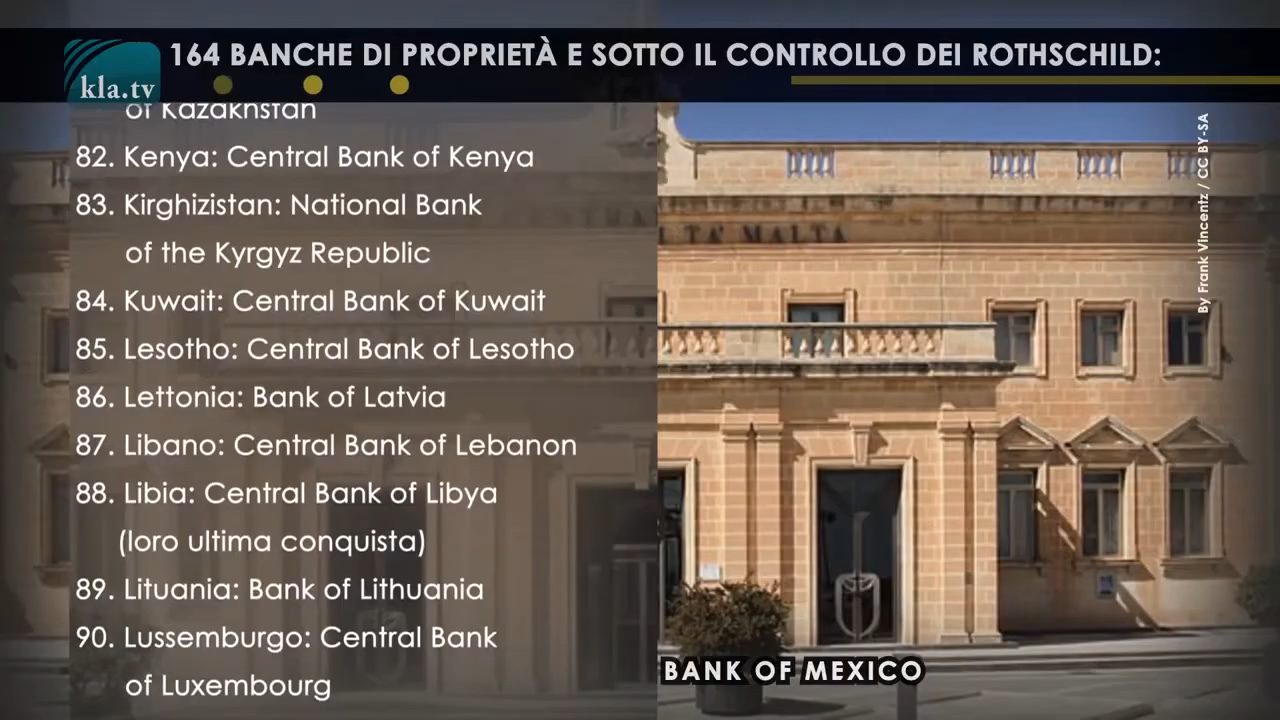 164 BANCHE DI PROPRIETÀ E SOTTO IL CONTROLLO DEI ROTHSCHILD:
kla.tv
of Kazakhstan
82. Kenya: Central Bank of Kenya
83. Kirghizistan: National Bank
of the Kyrgyz Republic
84. Kuwait: Central Bank of Kuwait
85. Lesotho: Central Bank of Lesotho
86. Lettonia: Bank of Latvia
87. Libano: Central Bank of Lebanon
88. Libia: Central Bank of Libya
(loro ultima conquista)
89. Lituania: Bank of Lithuania
90. Lussemburgo: Central Bank
of Luxembourg
By Frank Vincentz / CC BY-SA
MALTA
BANK OF MEXICO